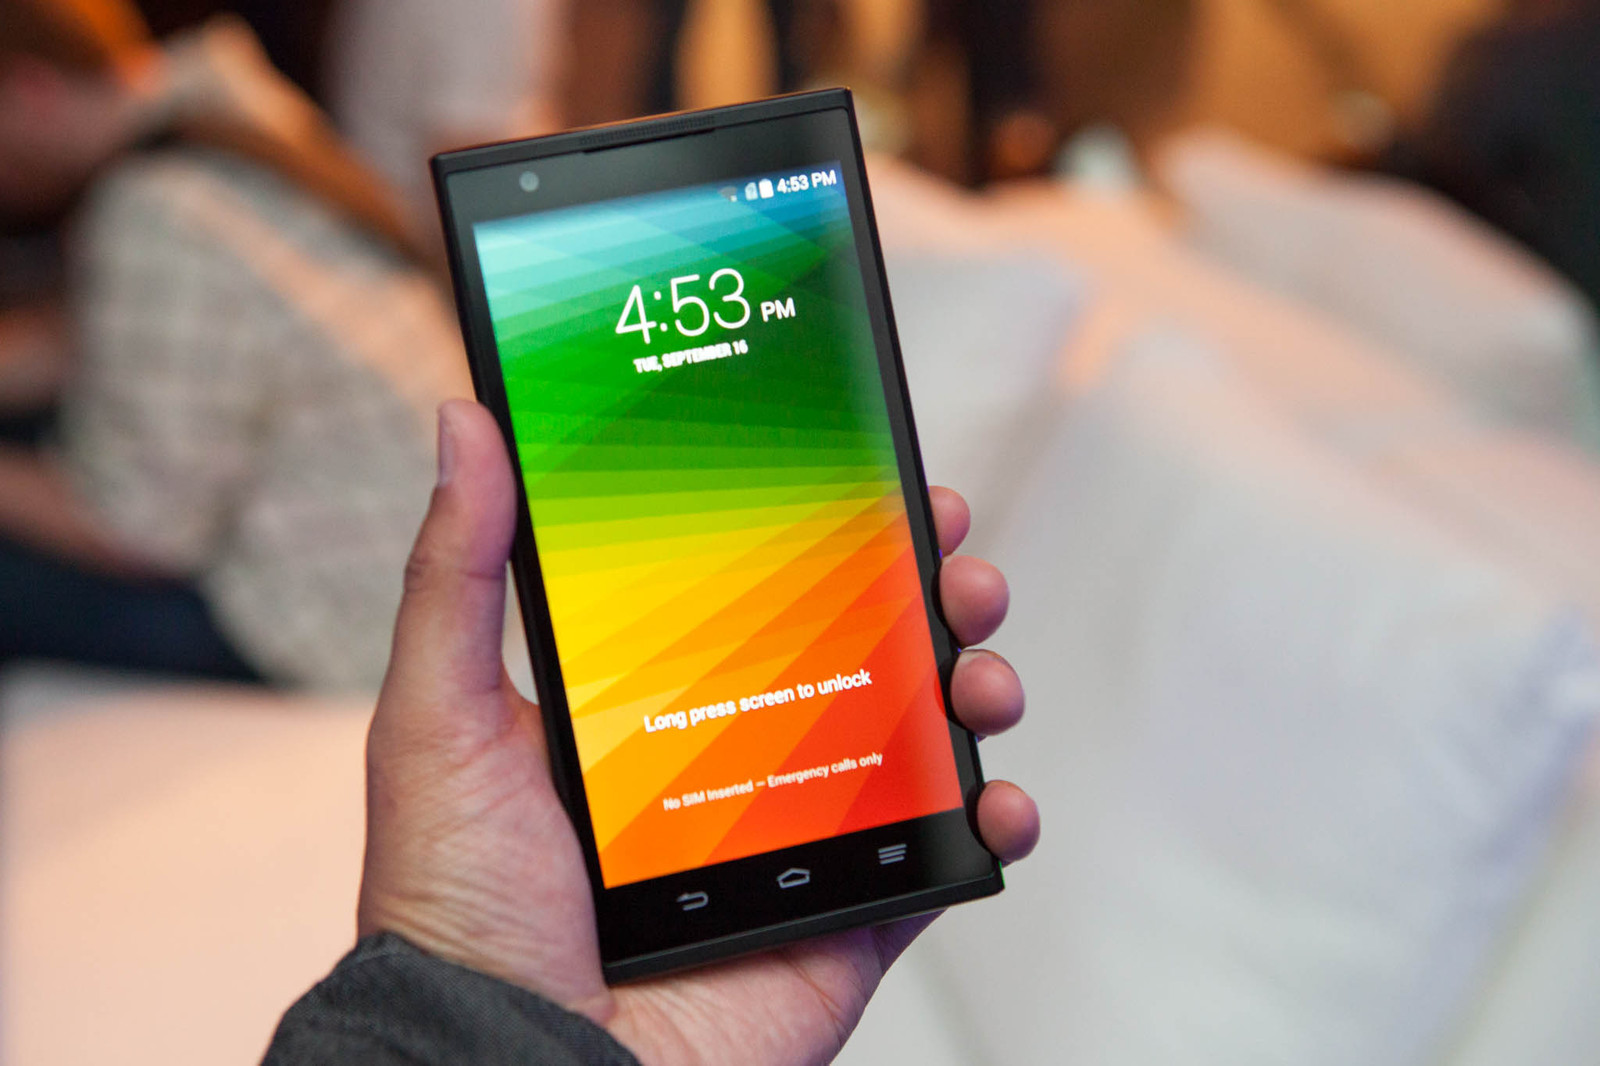 4:53 PM
4:53 PM
TUE, SEPTEMBER 16
Long press screen to unlock
No SIM Inserted — Emergency calls only